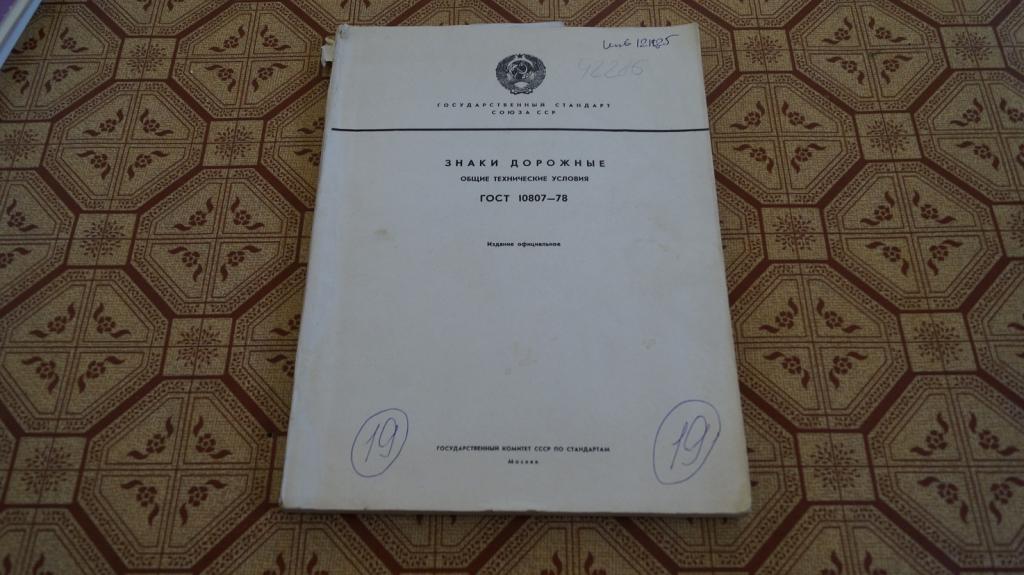 42286
ГОСУДАРСТВЕННЫЙ СТАНДАРТ
СОЮЗА ССР
ЗНАКИ ДОРОЖНЫЕ
ОБЩИЕ ТЕХНИЧЕСКИЕ УСЛОВИЯ
ГОСТ 10807—78
Издание официальное
19
19
ГОСУДАРСТВЕННЫЙ КОМИТЕТ СССР ПО СТАНДАРТАМ
Москва